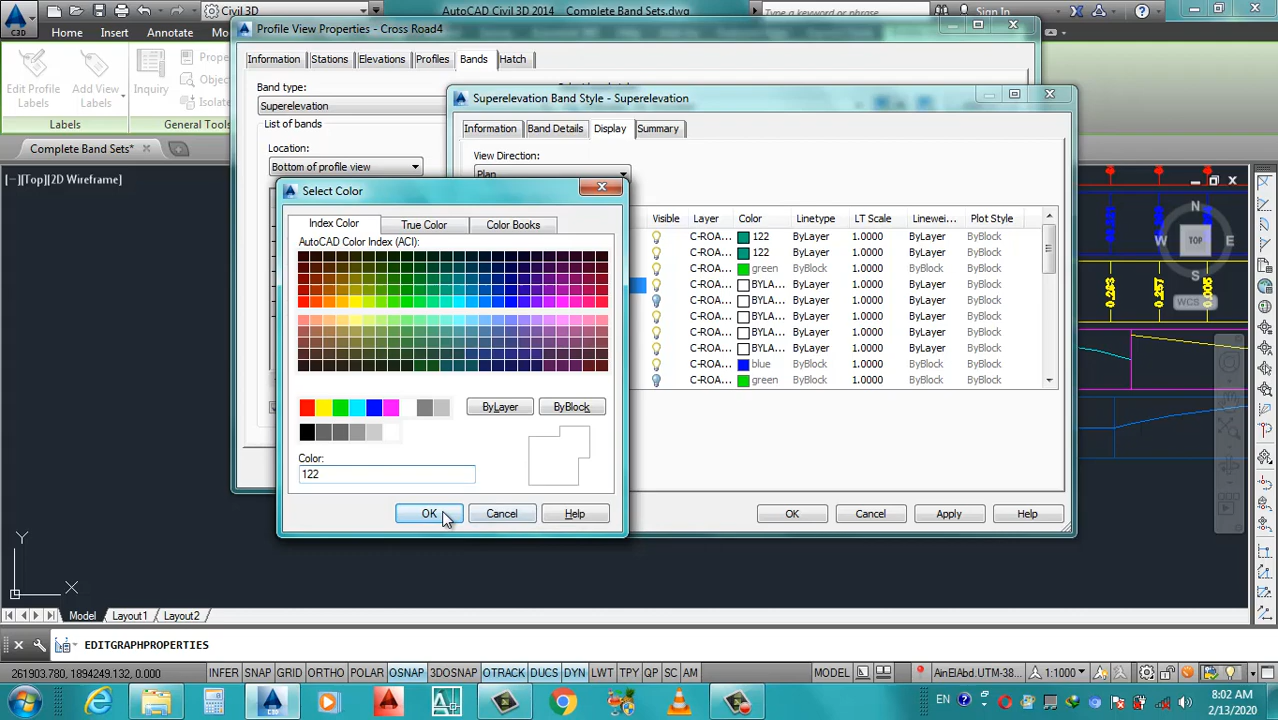 Civil 3D
AutoCAD Civil 3D 2014 Complete Band Sets.dwg
Type a keyword or phrase
Sign In
C3D
Home Insert Annotate
Profile View Properties - Cross Road4
Edit Profile Labels
Add View Labels
Inquiry
Labels
General Tools
Information Stations Elevations Profiles Bands Hatch
Band type:
Superelevation
List of bands
Location:
Bottom of profile view
Complete Band Sets*
[−][Top][2D Wireframe]
Superelevation Band Style - Superelevation
Information Band Details Display Summary
View Direction:
Plan
Visible Layer Color Linetype LT Scale Linewei... Plot Style
C-ROA... 122 ByLayer 1.0000 ByLayer ByBlock
C-ROA... 122 ByLayer 1.0000 ByLayer ByBlock
C-ROA... green ByBlock 1.0000 ByBlock ByBlock
C-ROA... BYLA... ByLayer 1.0000 ByLayer ByBlock
C-ROA... BYLA... ByLayer 1.0000 ByLayer ByBlock
C-ROA... BYLA... ByLayer 1.0000 ByLayer ByBlock
C-ROA... BYLA... ByLayer 1.0000 ByLayer ByBlock
C-ROA... BYLA... ByLayer 1.0000 ByLayer ByBlock
C-ROA... blue ByBlock 1.0000 ByBlock ByBlock
C-ROA... green ByBlock 1.0000 ByBlock ByBlock
OK Cancel Apply Help
Select Color
Index Color True Color Color Books
AutoCAD Color Index (ACI):
ByLayer ByBlock
Color:
122
OK Cancel Help
N
W TOP E
S
WCS
Y
X
Model Layout1 Layout2
EDITGRAPHPROPERTIES
261903.780, 1894249.132, 0.000
INFER SNAP GRID ORTHO POLAR OSNAP 3DOSNAP OTRACK DUCS DYN LWT TPY QP SC AM
MODEL
AinElAbd.UTM-38...
1:1000
EN
8:02 AM
2/13/2020